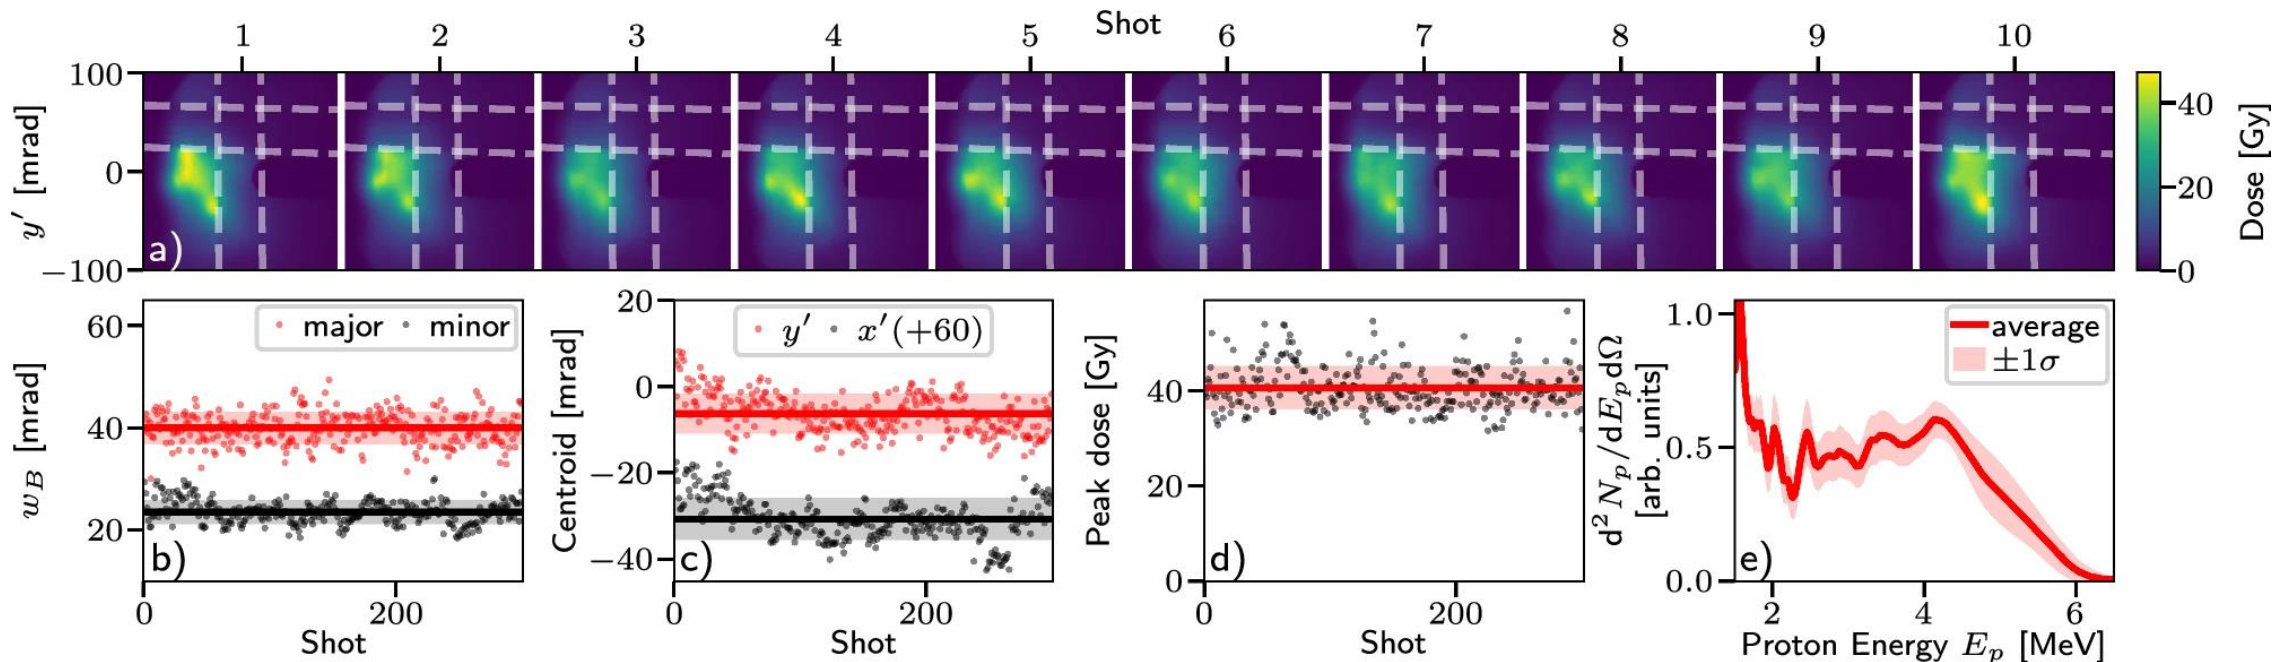 Shot
1 2 3 4 5 6 7 8 9 10
y′ [mrad]
100
0
−100
a)
Dose [Gy]
40
20
0
w_B [mrad]
60
40
20
major minor
b)
0 200
Shot
Centroid [mrad]
20
0
−20
−40
y′ x′(+60)
c)
0 200
Shot
Peak dose [Gy]
40
20
0
d)
0 200
Shot
d²N_p/dE_pdΩ
[arb. units]
1.0
0.5
0.0
average
±1σ
e)
2 4 6
Proton Energy E_p [MeV]